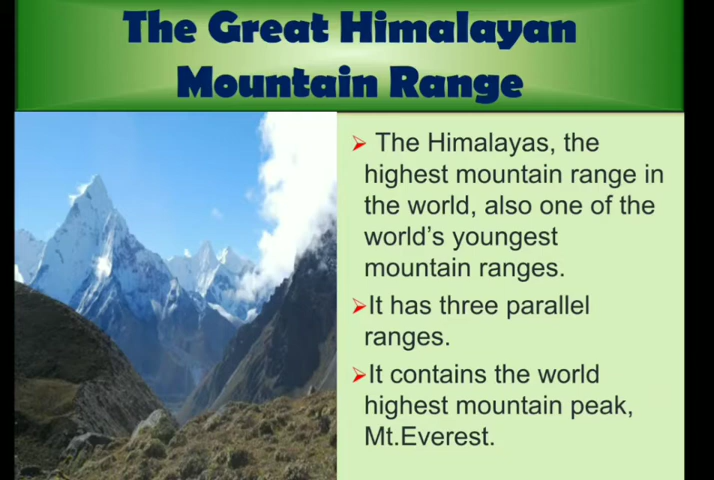 The Great Himalayan
Mountain Range
➢ The Himalayas, the
highest mountain range in
the world, also one of the
world's youngest
mountain ranges.
➢It has three parallel
ranges.
➢It contains the world
highest mountain peak,
Mt.Everest.